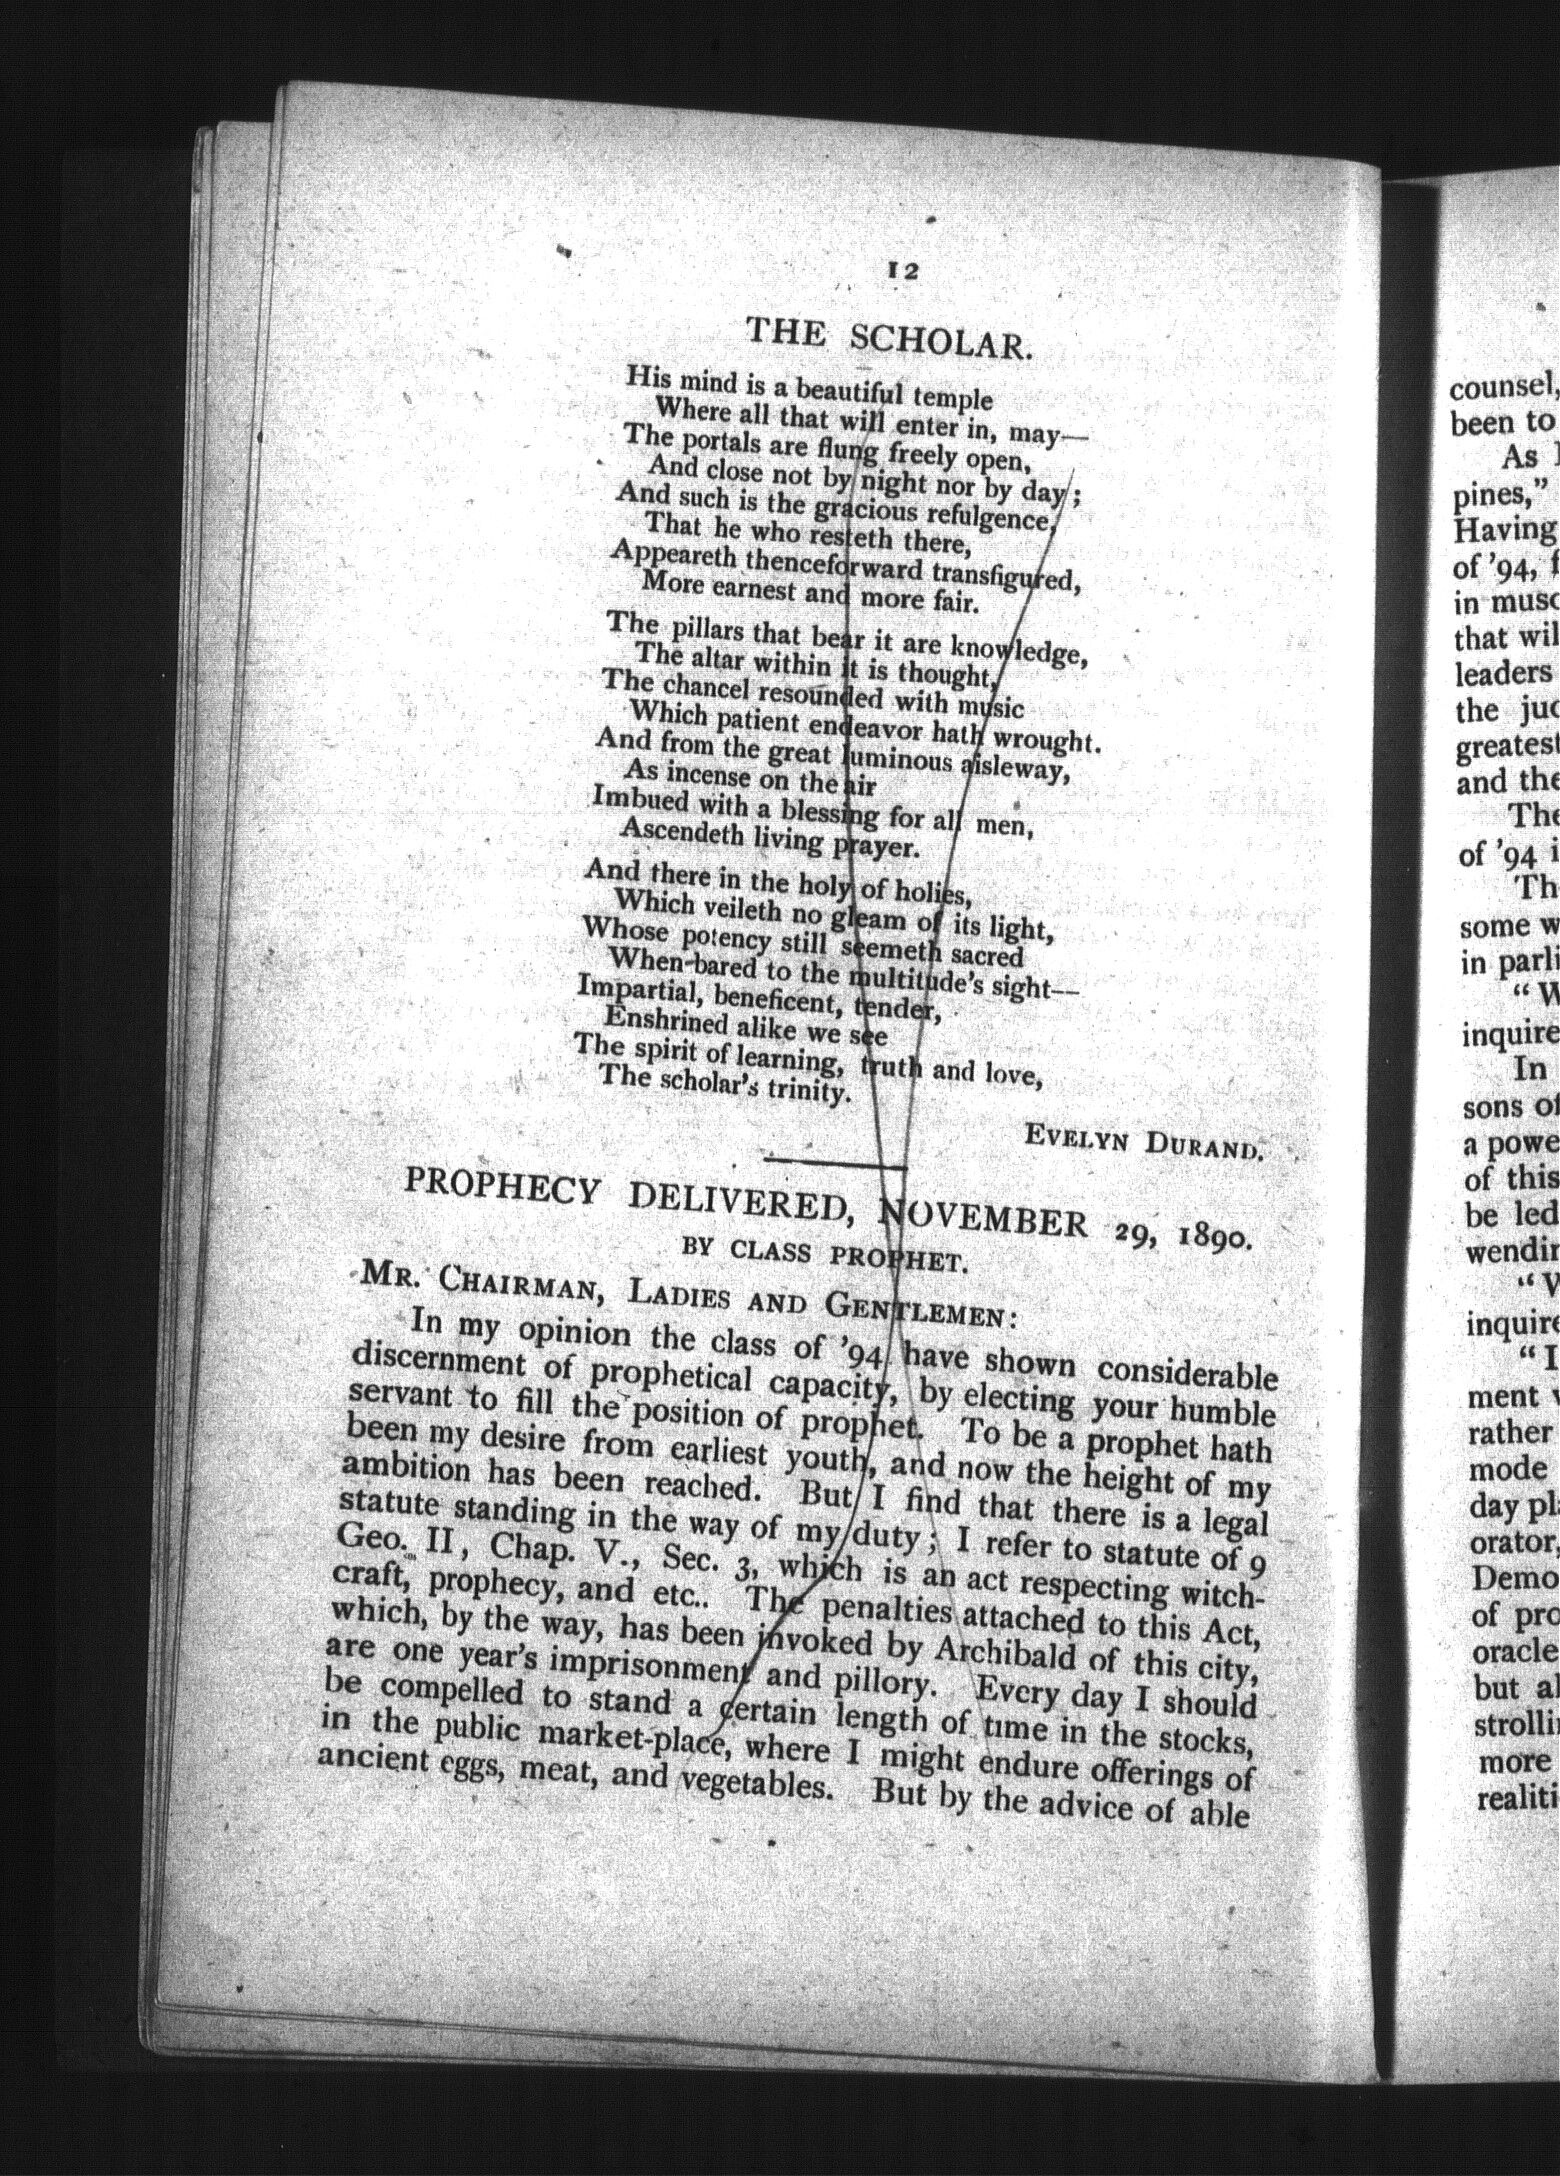 12
THE SCHOLAR.
His mind is a beautiful temple
Where all that will enter in, may—
The portals are flung freely open,
And close not by night nor by day;
And such is the gracious refulgence,
That he who resteth there,
Appeareth thenceforward transfigured,
More earnest and more fair.
The pillars that bear it are knowledge,
The altar within it is thought,
The chancel resounded with music
Which patient endeavor hath wrought.
And from the great luminous aisleway,
As incense on the air
Imbued with a blessing for all men,
Ascendeth living prayer.
And there in the holy of holies,
Which veileth no gleam of its light,
Whose potency still seemeth sacred
When bared to the multitude's sight—
Impartial, beneficent, tender,
Enshrined alike we see
The spirit of learning, truth and love,
The scholar's trinity.
EVELYN DURAND.
PROPHECY DELIVERED, NOVEMBER 29, 1890.
BY CLASS PROPHET.
MR. CHAIRMAN, LADIES AND GENTLEMEN:
In my opinion the class of '94 have shown considerable
discernment of prophetical capacity, by electing your humble
servant to fill the position of prophet. To be a prophet hath
been my desire from earliest youth, and now the height of my
ambition has been reached. But I find that there is a legal
statute standing in the way of my duty; I refer to statute of 9
Geo. II, Chap. V., Sec. 3, which is an act respecting witch-
craft, prophecy, and etc.. The penalties attached to this Act,
which, by the way, has been invoked by Archibald of this city,
are one year's imprisonment and pillory. Every day I should
be compelled to stand a certain length of time in the stocks,
in the public market-place, where I might endure offerings of
ancient eggs, meat, and vegetables. But by the advice of able
counsel,
been to
As
pines,"
Having
of '94,
in
that
leaders
the
greatest
and the
The
of '94
some
in
"
inquire
In
sons of
a
of this
be led
"
inquire
"
rather
mode
day
orator,
of
oracle
but
more